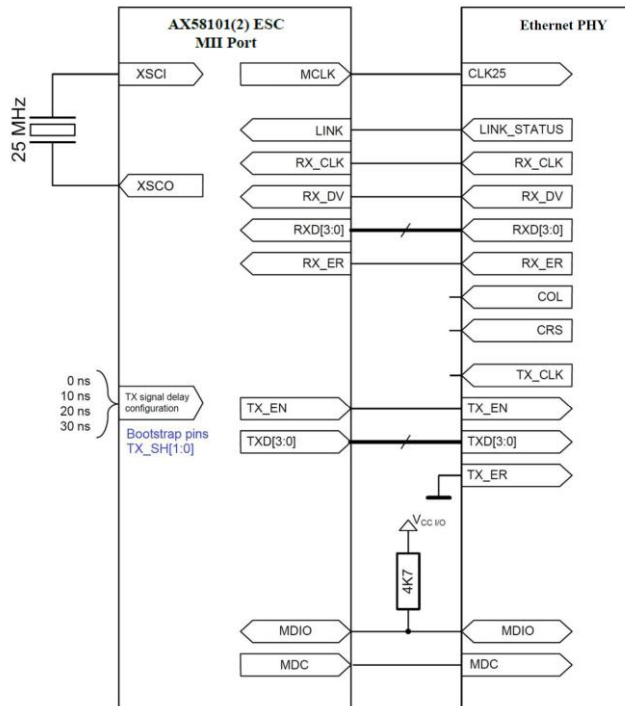 AX58101(2) ESC
MII Port
Ethernet PHY
XSCI
MCLK
CLK25
25 MHz
LINK
LINK_STATUS
RX_CLK
RX_CLK
XSCO
RX_DV
RX_DV
RXD[3:0]
RXD[3:0]
RX_ER
RX_ER
COL
CRS
TX_CLK
0 ns
10 ns
20 ns
30 ns
TX signal delay
configuration
TX_EN
TX_EN
Bootstrap pins
TX_SH[1:0]
TXD[3:0]
TXD[3:0]
TX_ER
VCC I/O
4K7
MDIO
MDIO
MDC
MDC